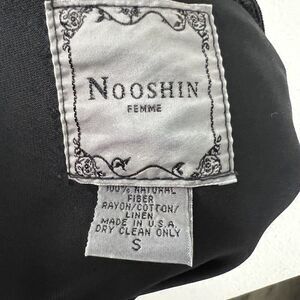 NOOSHIN
FEMME
100% NATURAL
FIBER
RAYON/COTTON/
LINEN
MADE IN U.S.A.
DRY CLEAN ONLY
S